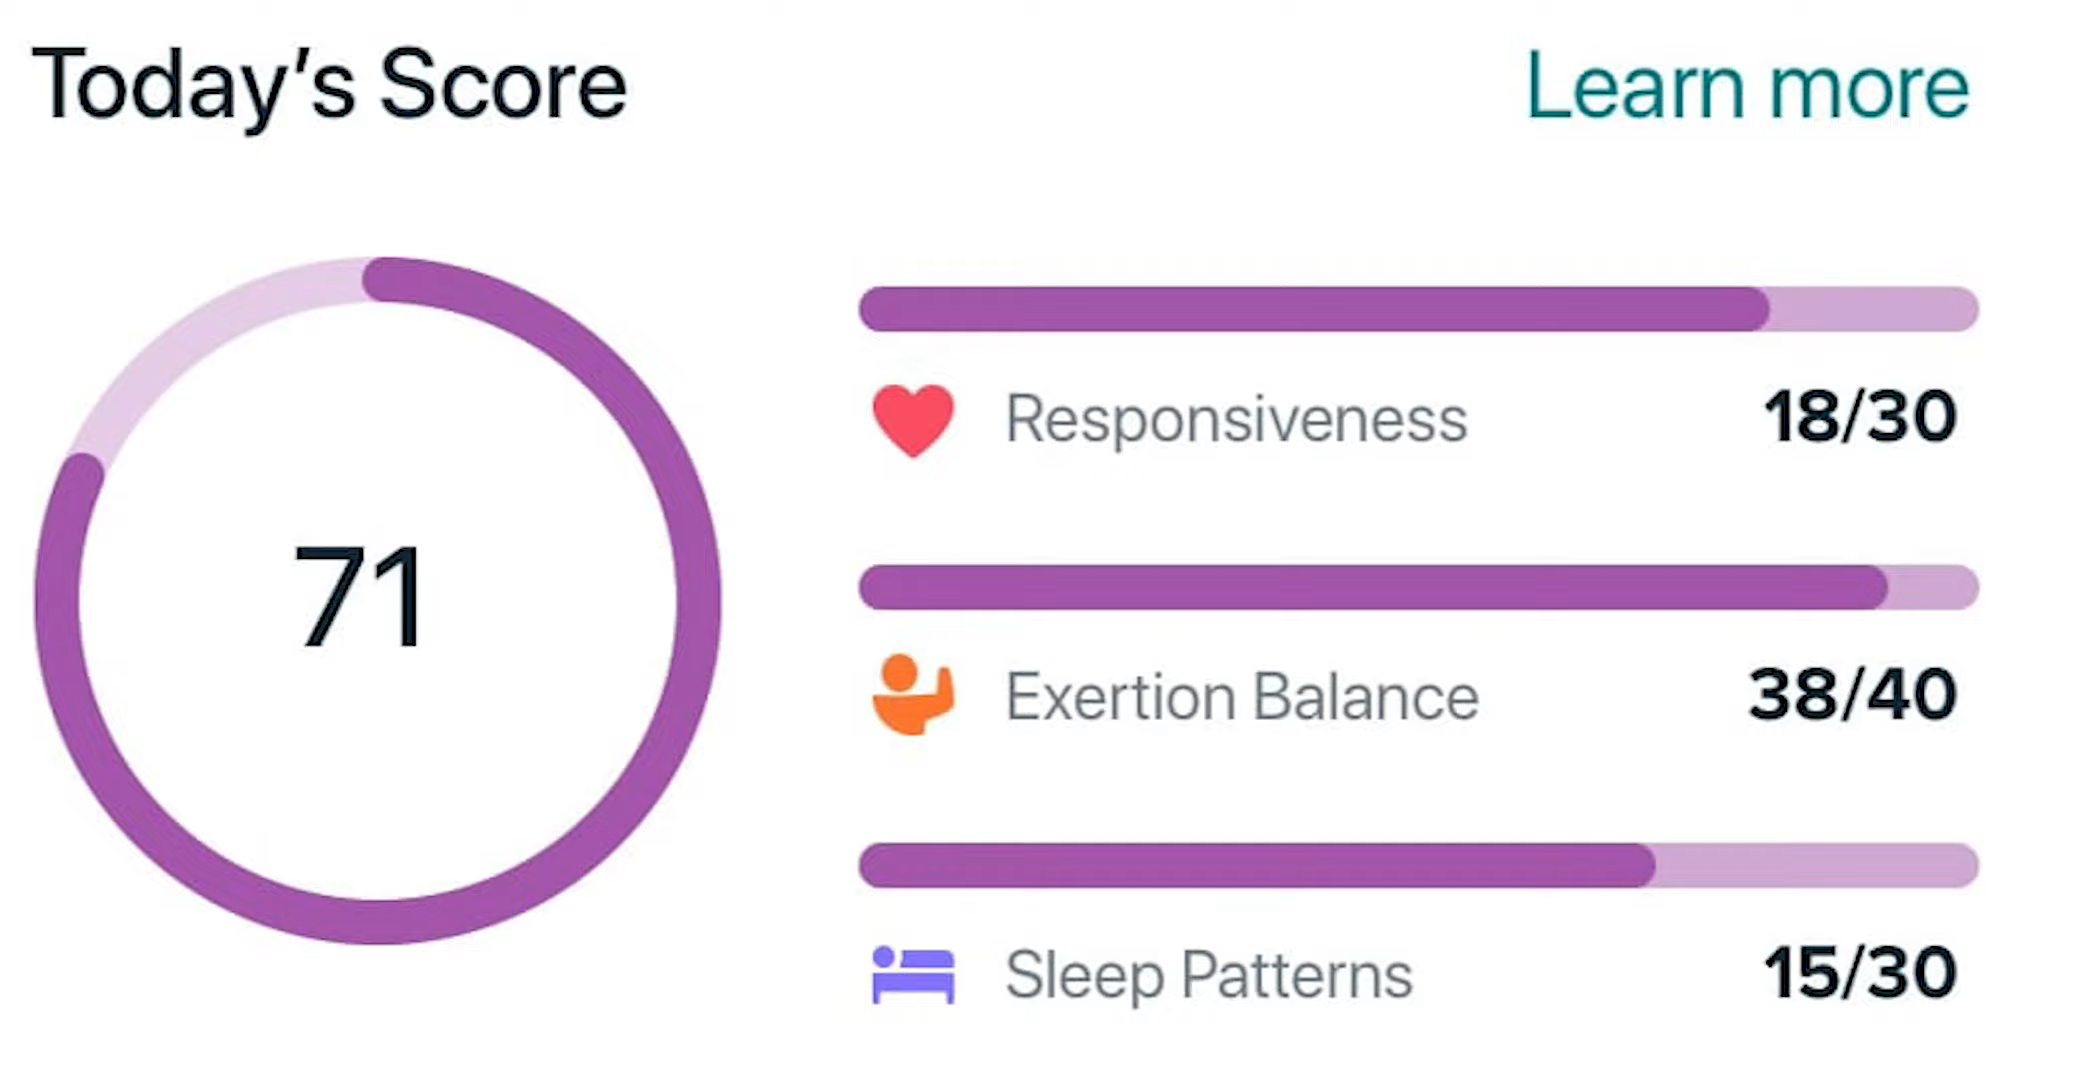 Today’s Score
Learn more
71
Responsiveness
18/30
Exertion Balance
38/40
Sleep Patterns
15/30